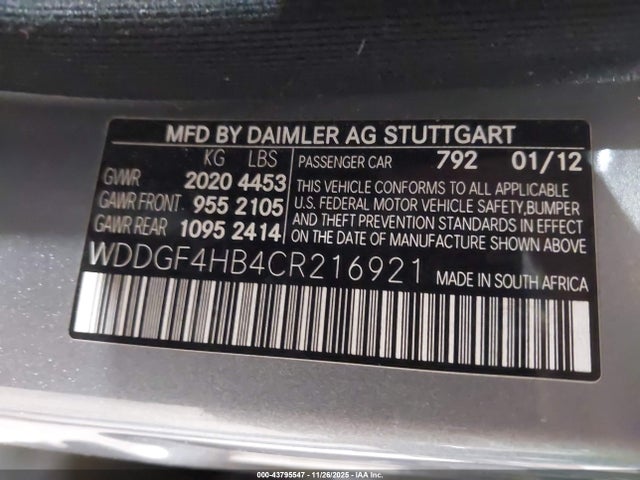 MFD BY DAIMLER AG STUTTGART
KG LBS
GVWR 2020 4453
GAWR FRONT 955 2105
GAWR REAR 1095 2414
PASSENGER CAR 792 01/12
THIS VEHICLE CONFORMS TO ALL APPLICABLE
U.S. FEDERAL MOTOR VEHICLE SAFETY,BUMPER
AND THEFT PREVENTION STANDARDS IN EFFECT
ON THE DATE OF MANUFACTURE SHOWN ABOVE.
WDDGF4HB4CR216921 MADE IN SOUTH AFRICA
000-43795547 - 11/26/2025 - IAA Inc.